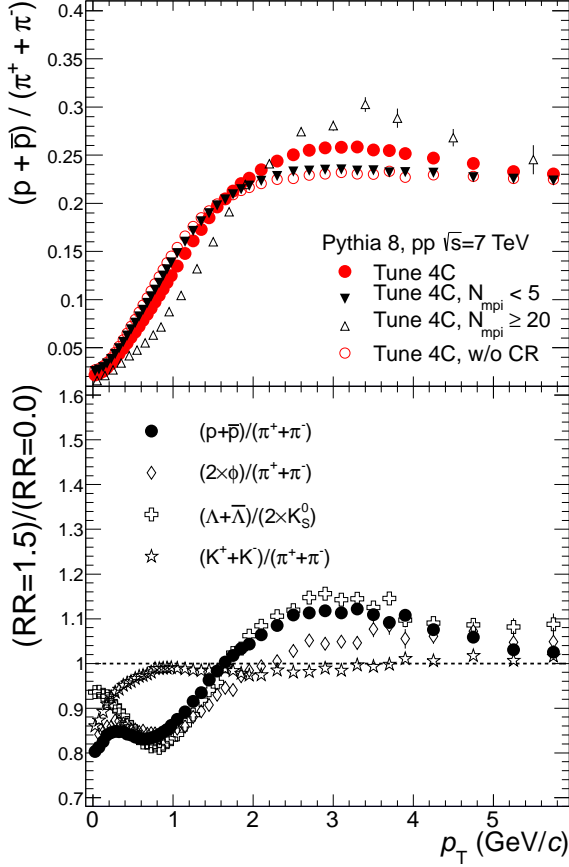 (p + p̅) / (π⁺ + π⁻)
0.4
0.35
0.3
0.25
0.2
0.15
0.1
0.05
Pythia 8, pp √s=7 TeV
Tune 4C
Tune 4C, N_mpi < 5
Tune 4C, N_mpi ≥ 20
Tune 4C, w/o CR
(RR=1.5)/(RR=0.0)
1.6
1.5
1.4
1.3
1.2
1.1
1
0.9
0.8
0.7
(p+p̅)/(π⁺+π⁻)
(2×ϕ)/(π⁺+π⁻)
(Λ+Λ̅)/(2×K⁰_S)
(K⁺+K⁻)/(π⁺+π⁻)
0 1 2 3 4 5
p_T (GeV/c)